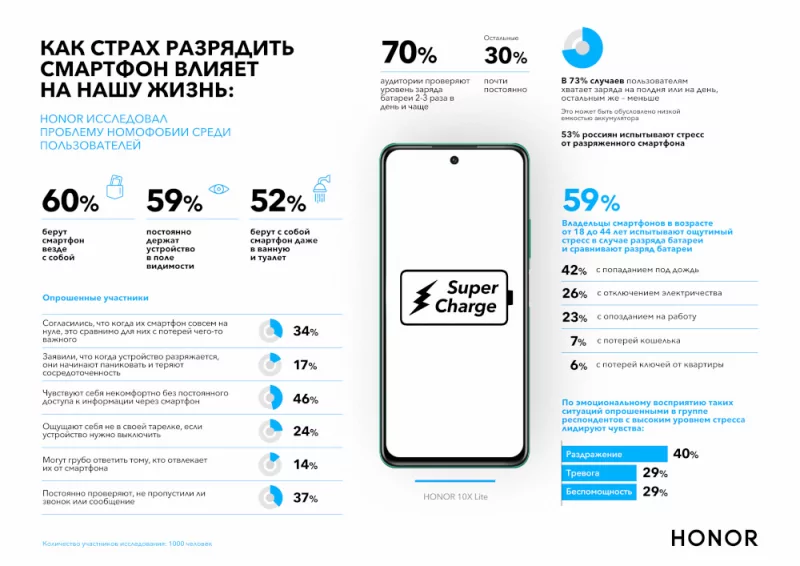 КАК СТРАХ РАЗРЯДИТЬ
СМАРТФОН ВЛИЯЕТ
НА НАШУ ЖИЗНЬ:
HONOR ИССЛЕДОВАЛ
ПРОБЛЕМУ НОМОФОБИИ СРЕДИ
ПОЛЬЗОВАТЕЛЕЙ
60%
берут
смартфон
везде
с собой
59%
постоянно
держат
устройство
в поле
видимости
52%
берут с собой
смартфон даже
в ванную
и туалет
Опрошенные участники
Согласились, что когда их смартфон совсем на
нуле, это сравнимо для них с потерей чего-то
важного
34%
Заявили, что когда устройство разряжается,
они начинают паниковать и теряют
сосредоточенность
17%
Чувствуют себя некомфортно без постоянного
доступа к информации через смартфон
46%
Ощущают себя не в своей тарелке, если
устройство нужно выключить
24%
Могут грубо ответить тому, кто отвлекает
их от смартфона
14%
Постоянно проверяют, не пропустили ли
звонок или сообщение
37%
Количество участников исследования: 1000 человек
70%
аудитории проверяют
уровень заряда
батареи 2-3 раза в
день и чаще
Остальные
30%
почти
постоянно
Super
Charge
HONOR 10X Lite
В 73% случаев пользователям
хватает заряда на полдня или на день,
остальным же – меньше
Это может быть обусловлено низкой
емкостью аккумулятора
53% россиян испытывают стресс
от разряженного смартфона
59%
Владельцы смартфонов в возрасте
от 18 до 44 лет испытывают ощутимый
стресс в случае разряда батареи
и сравнивают разряд батареи
42% с попаданием под дождь
26% с отключением электричества
23% с опозданием на работу
7% с потерей кошелька
6% с потерей ключей от квартиры
По эмоциональному восприятию таких
ситуаций опрошенными в группе
респондентов с высоким уровнем стресса
лидируют чувства:
Раздражение 40%
Тревога 29%
Беспомощность 29%
HONOR